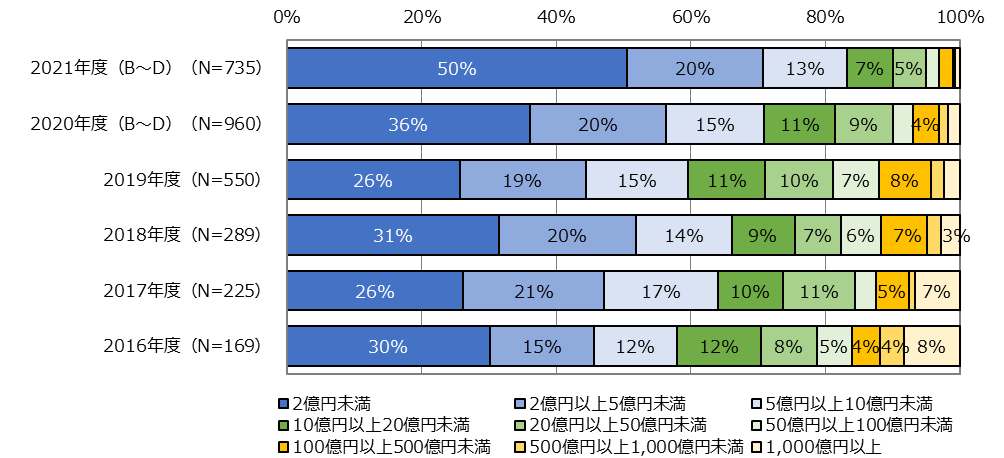 0% 20% 40% 60% 80% 100%
2021年度（B～D）（N=735） 50% 20% 13% 7% 5%
2020年度（B～D）（N=960） 36% 20% 15% 11% 9% 4%
2019年度（N=550） 26% 19% 15% 11% 10% 7% 8%
2018年度（N=289） 31% 20% 14% 9% 7% 6% 7% 3%
2017年度（N=225） 26% 21% 17% 10% 11% 5% 7%
2016年度（N=169） 30% 15% 12% 12% 8% 5% 4% 4% 8%
2億円未満 2億円以上5億円未満 5億円以上10億円未満
10億円以上20億円未満 20億円以上50億円未満 50億円以上100億円未満
100億円以上500億円未満 500億円以上1,000億円未満 1,000億円以上